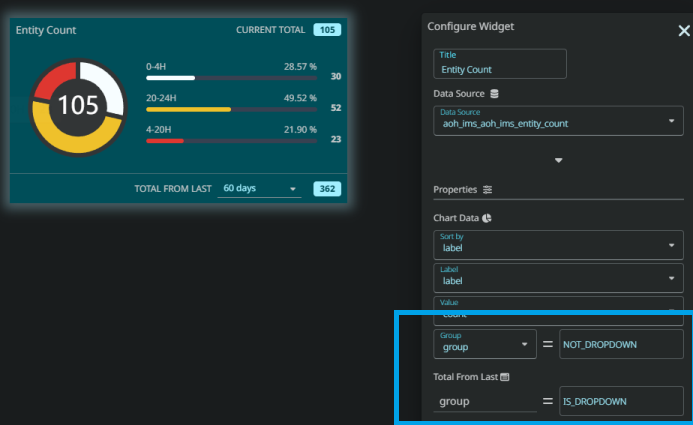 Entity Count
CURRENT TOTAL 105
105
0-4H 28.57 %
30
20-24H 49.52 %
52
4-20H 21.90 %
23
TOTAL FROM LAST 60 days 362
Configure Widget
Title
Entity Count
Data Source
Data Source
aoh_ims_aoh_ims_entity_count
Properties
Chart Data
Sort by
label
Label
label
Value
count
Group
group = NOT_DROPDOWN
Total From Last
group = IS_DROPDOWN